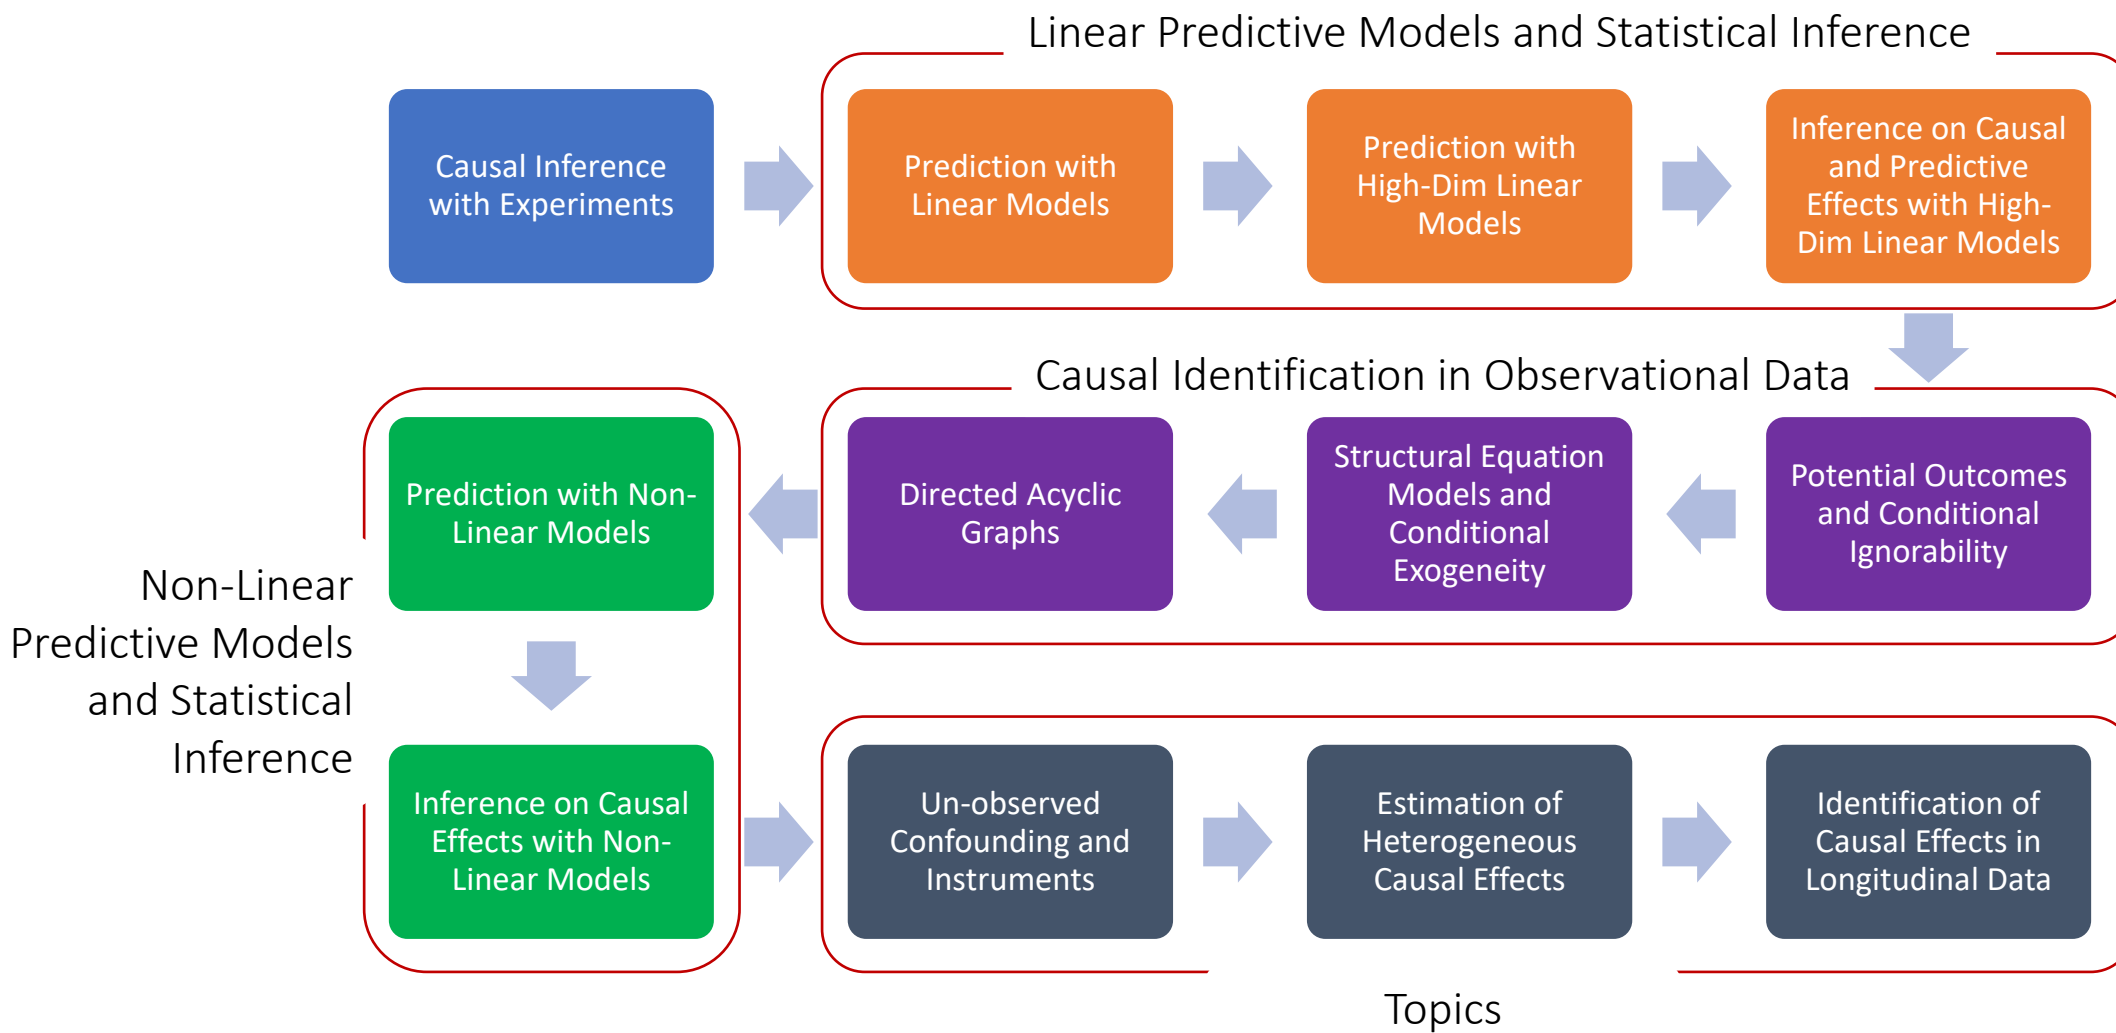 Linear Predictive Models and Statistical Inference
Causal Inference
with Experiments
Prediction with
Linear Models
Prediction with
High-Dim Linear
Models
Inference on Causal
and Predictive
Effects with High-
Dim Linear Models
Causal Identification in Observational Data
Potential Outcomes
and Conditional
Ignorability
Structural Equation
Models and
Conditional
Exogeneity
Directed Acyclic
Graphs
Non-Linear
Predictive Models
and Statistical
Inference
Prediction with Non-
Linear Models
Inference on Causal
Effects with Non-
Linear Models
Un-observed
Confounding and
Instruments
Estimation of
Heterogeneous
Causal Effects
Identification of
Causal Effects in
Longitudinal Data
Topics